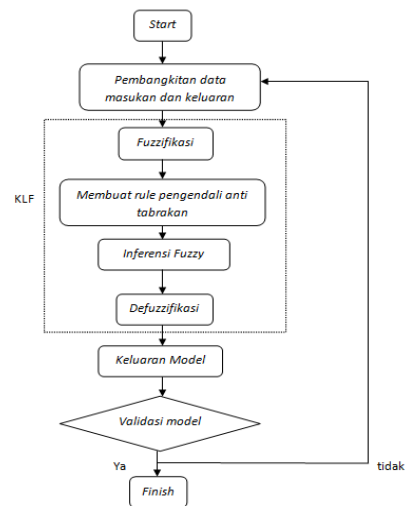 Start
Pembangkitan data
masukan dan keluaran
Fuzzifikasi
KLF
Membuat rule pengendali anti
tabrakan
Inferensi Fuzzy
Defuzzifikasi
Keluaran Model
Validasi model
Ya
tidak
Finish